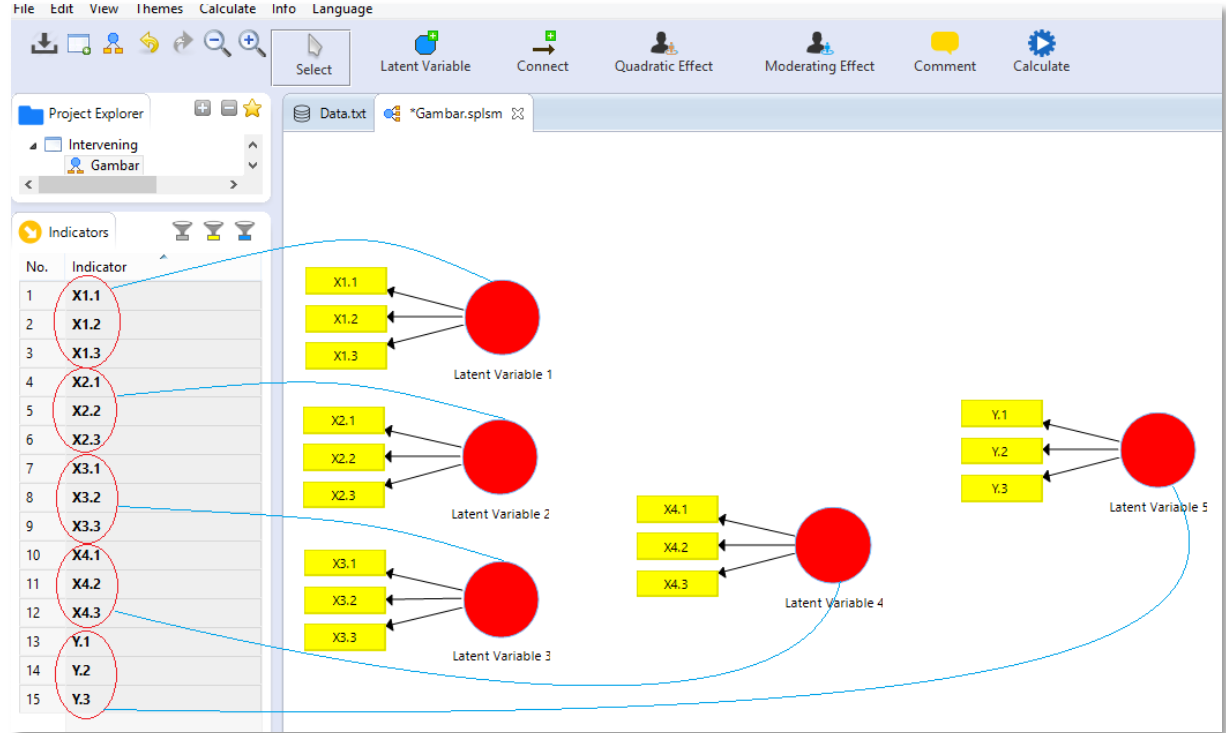 File Edit View Themes Calculate Info Language
Select Latent Variable Connect Quadratic Effect Moderating Effect Comment Calculate
Project Explorer
Intervening
Gambar
Data.txt *Gambar.splsm
Indicators
No. Indicator
1 X1.1
2 X1.2
3 X1.3
4 X2.1
5 X2.2
6 X2.3
7 X3.1
8 X3.2
9 X3.3
10 X4.1
11 X4.2
12 X4.3
13 Y.1
14 Y.2
15 Y.3
X1.1
X1.2
X1.3
Latent Variable 1
X2.1
X2.2
X2.3
Latent Variable 2
X3.1
X3.2
X3.3
Latent Variable 3
X4.1
X4.2
X4.3
Latent Variable 4
Y.1
Y.2
Y.3
Latent Variable 5